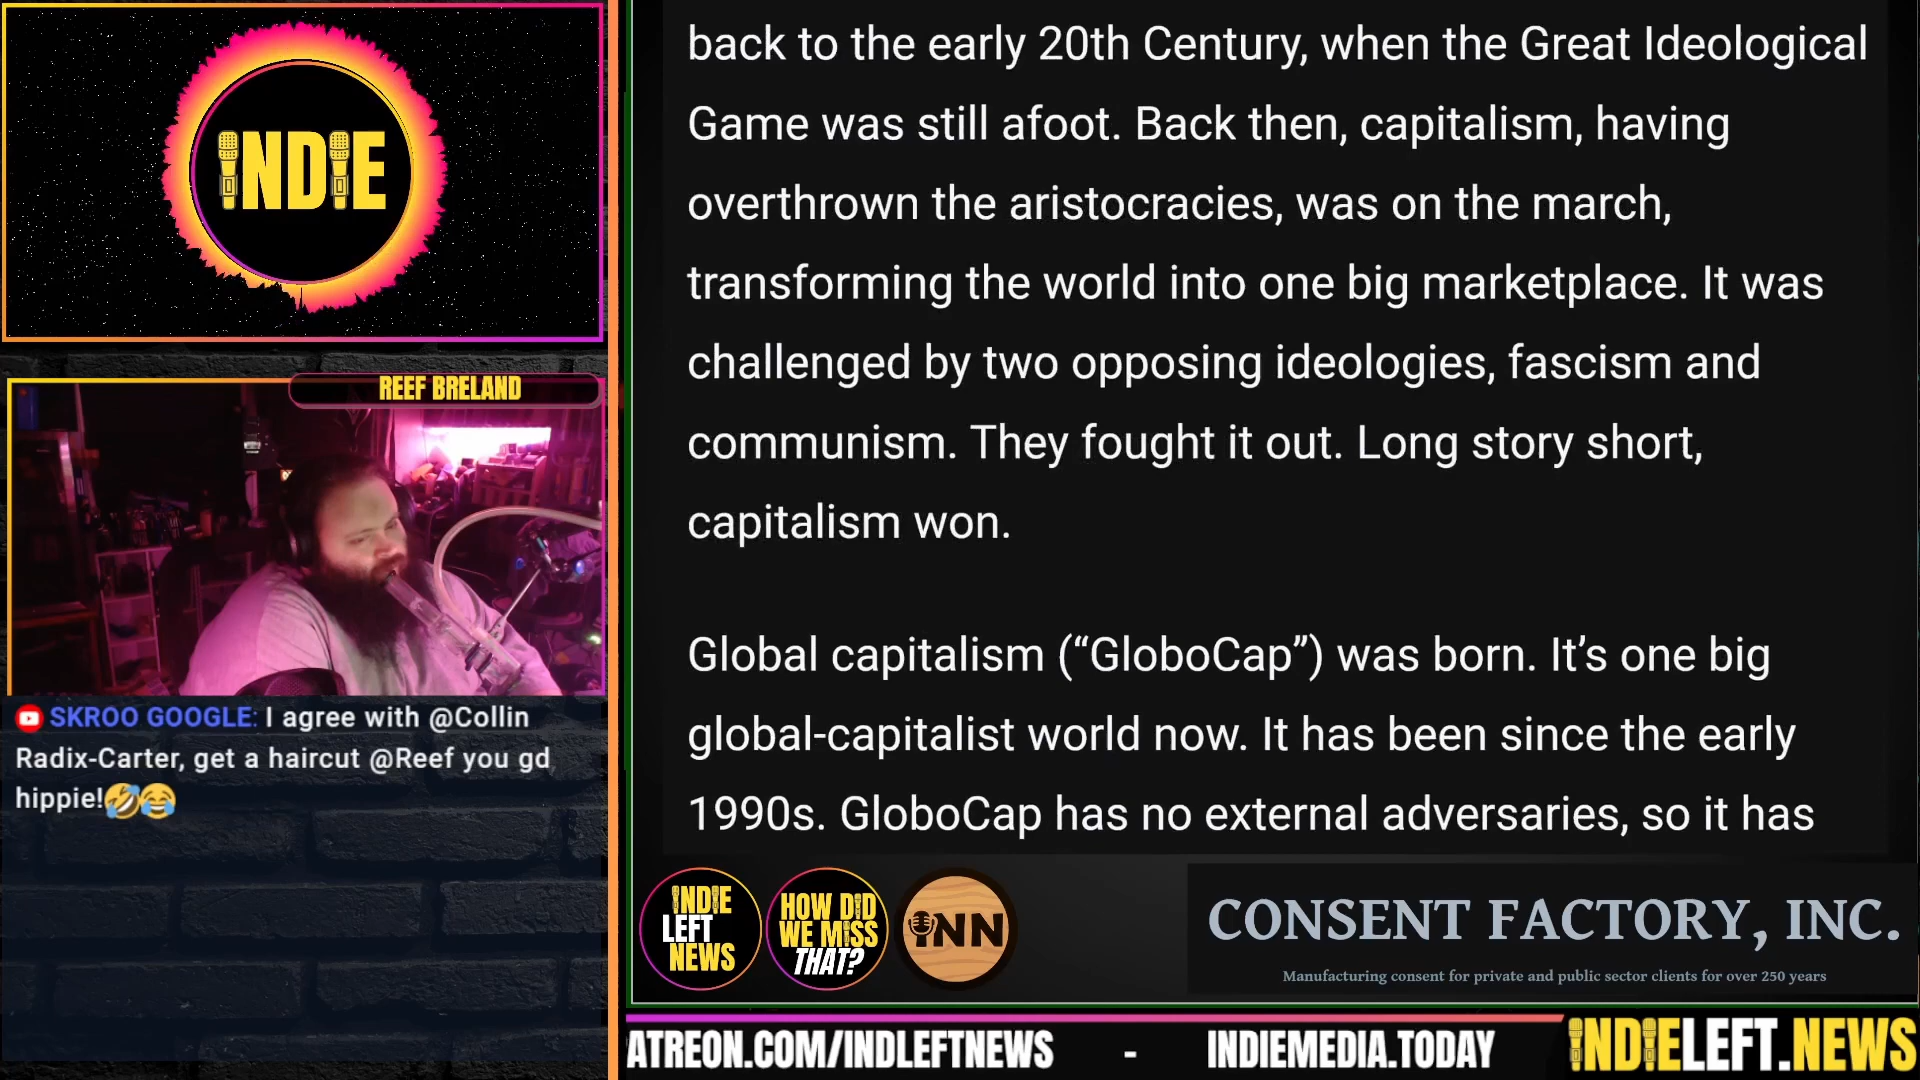 INDIE
REEF BRELAND
SKROO GOOGLE: I agree with @Collin
Radix-Carter, get a haircut @Reef you gd
hippie!🤣😂
back to the early 20th Century, when the Great Ideological
Game was still afoot. Back then, capitalism, having
overthrown the aristocracies, was on the march,
transforming the world into one big marketplace. It was
challenged by two opposing ideologies, fascism and
communism. They fought it out. Long story short,
capitalism won.
Global capitalism (“GloboCap”) was born. It’s one big
global-capitalist world now. It has been since the early
1990s. GloboCap has no external adversaries, so it has
INDIE
LEFT
NEWS
HOW DID
WE MISS
THAT?
INN
CONSENT FACTORY, INC.
Manufacturing consent for private and public sector clients for over 250 years
ATREON.COM/INDLEFTNEWS - INDIEMEDIA.TODAY
INDIELEFT.NEWS